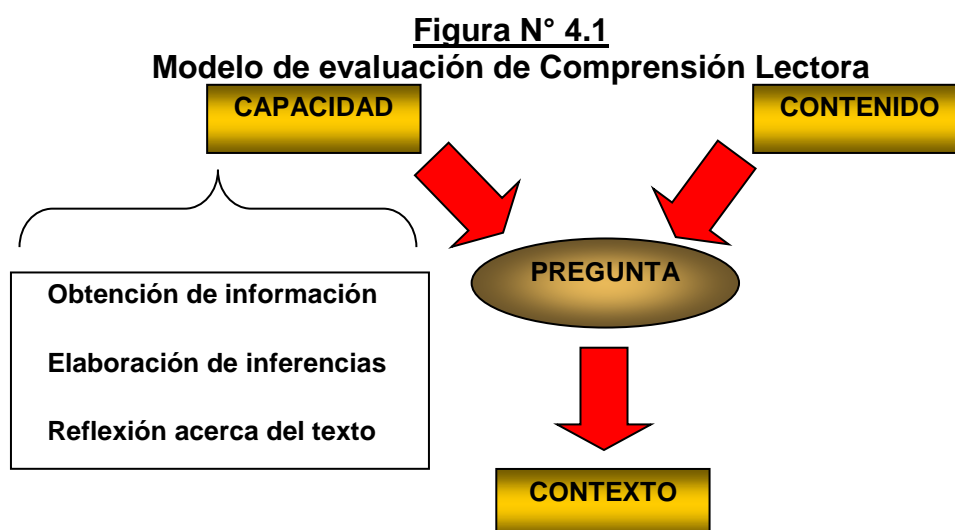 Figura N° 4.1
Modelo de evaluación de Comprensión Lectora
CAPACIDAD
CONTENIDO
PREGUNTA
Obtención de información
Elaboración de inferencias
Reflexión acerca del texto
CONTEXTO